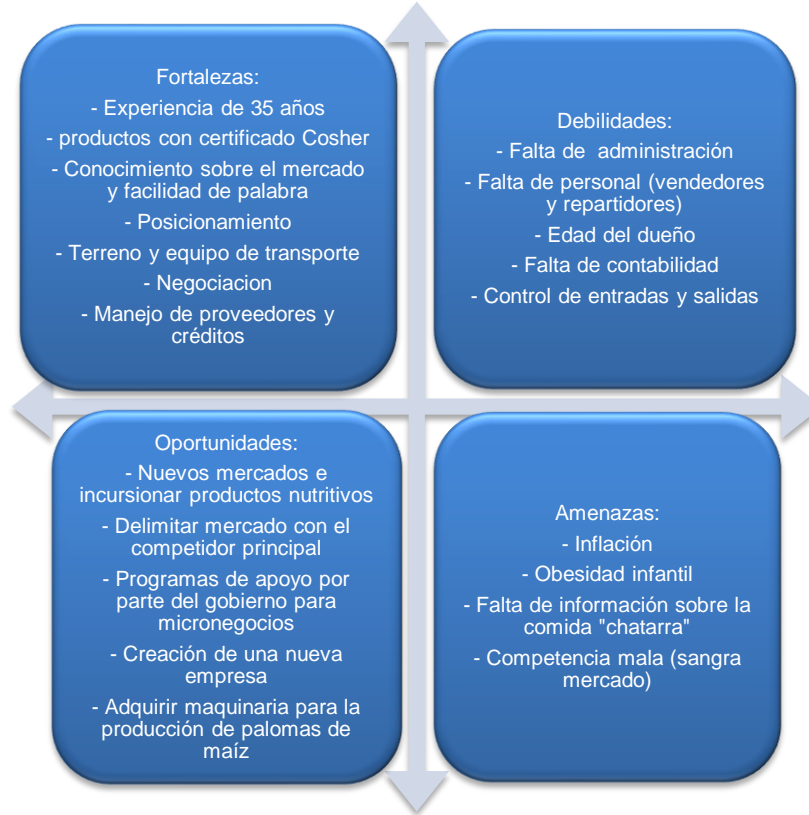 Fortalezas:
- Experiencia de 35 años
- productos con certificado Cosher
- Conocimiento sobre el mercado
y facilidad de palabra
- Posicionamiento
- Terreno y equipo de transporte
- Negociacion
- Manejo de proveedores y
créditos
Debilidades:
- Falta de administración
- Falta de personal (vendedores
y repartidores)
- Edad del dueño
- Falta de contabilidad
- Control de entradas y salidas
Oportunidades:
- Nuevos mercados e
incursionar productos nutritivos
- Delimitar mercado con el
competidor principal
- Programas de apoyo por
parte del gobierno para
micronegocios
- Creación de una nueva
empresa
- Adquirir maquinaria para la
producción de palomas de
maíz
Amenazas:
- Inflación
- Obesidad infantil
- Falta de información sobre la
comida "chatarra"
- Competencia mala (sangra
mercado)